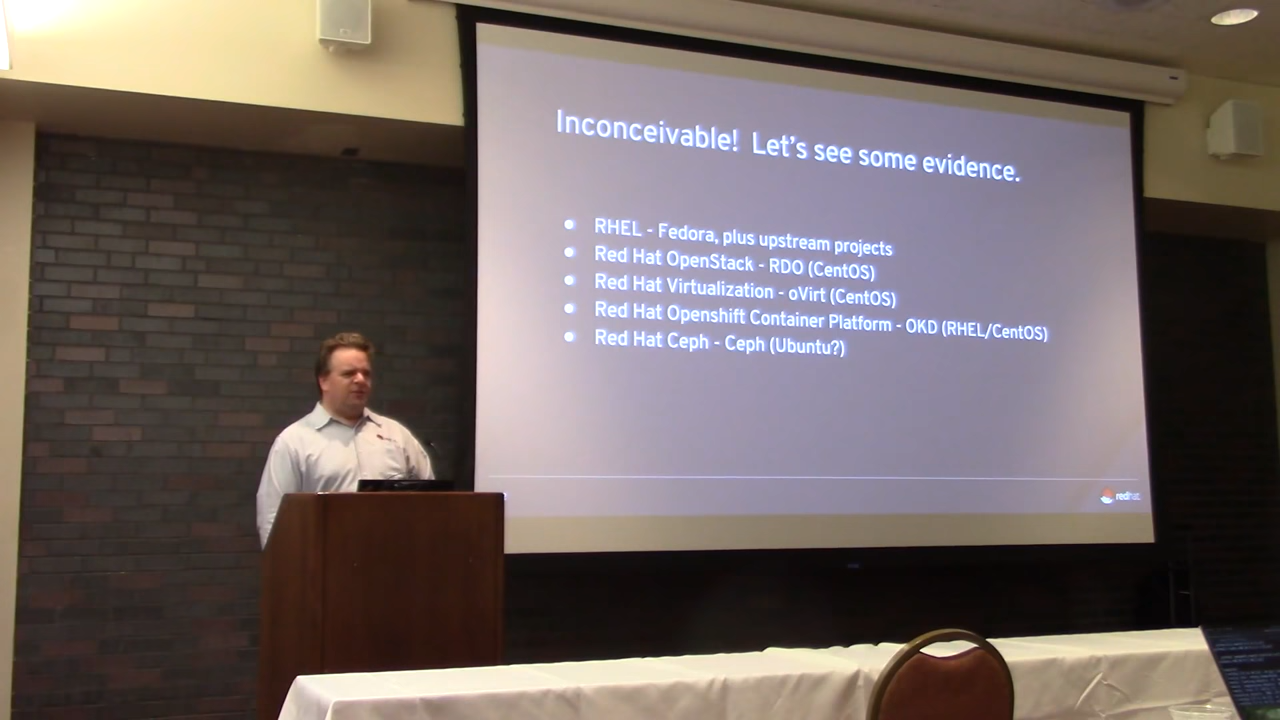 Inconceivable! Let's see some evidence.
● RHEL - Fedora, plus upstream projects
● Red Hat OpenStack - RDO (CentOS)
● Red Hat Virtualization - oVirt (CentOS)
● Red Hat Openshift Container Platform - OKD (RHEL/CentOS)
● Red Hat Ceph - Ceph (Ubuntu?)
redhat.